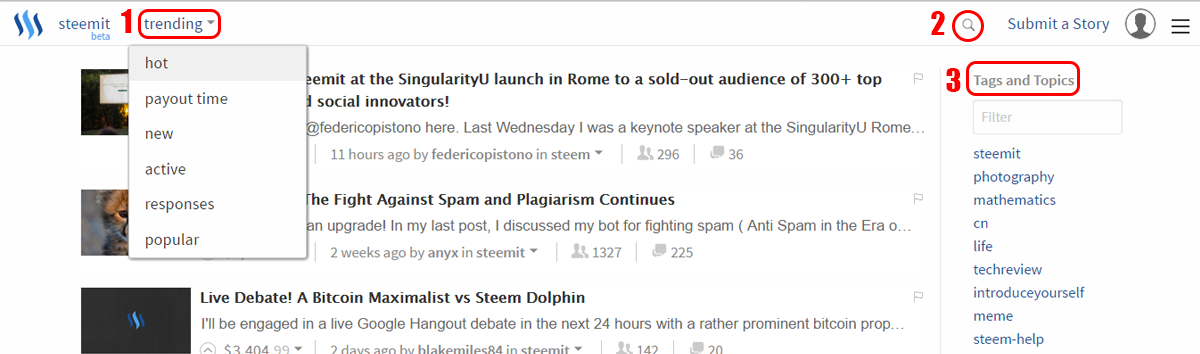 steemit
beta
1
trending
2
Submit a Story
hot
payout time
new
active
responses
popular
at the SingularityU launch in Rome to a sold-out audience of 300+ top
social innovators!
@federicopistono here. Last Wednesday I was a keynote speaker at the SingularityU Rome…
11 hours ago by federicopistono in steem
296
36
The Fight Against Spam and Plagiarism Continues
an upgrade! In my last post, I discussed my bot for fighting spam ( Anti Spam in the Era o…
2 weeks ago by anyx in steemit
1327
225
Live Debate! A Bitcoin Maximalist vs Steem Dolphin
I'll be engaged in a live Google Hangout debate in the next 24 hours with a rather prominent bitcoin prop…
$3,404.99
2 days ago by blakemiles84 in steemit
142
20
3
Tags and Topics
Filter
steemit
photography
mathematics
cn
life
techreview
introduceyourself
meme
steem-help